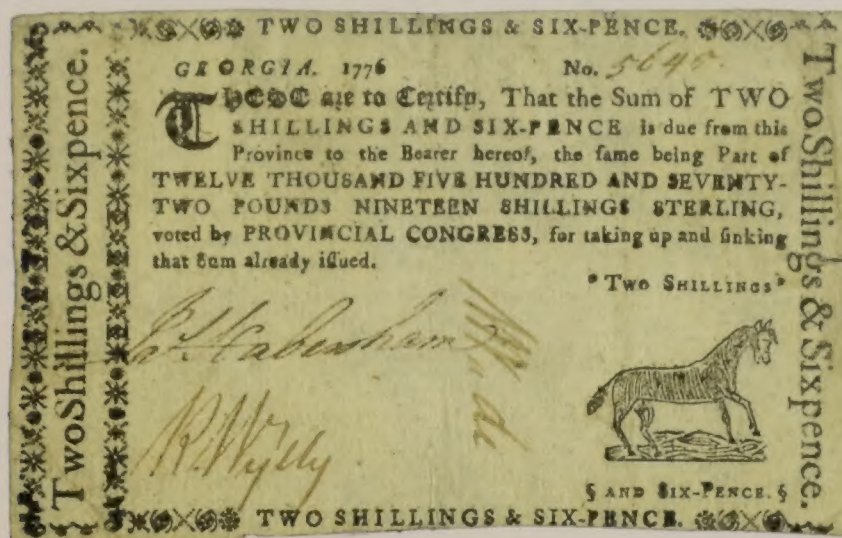 TWO SHILLINGS & SIX-PENCE.
Two Shillings & Sixpence.
GEORGIA. 1776 No. 5645
THESE are to Certify, That the Sum of TWO
SHILLINGS AND SIX-PENCE is due from this
Province to the Bearer hereof, the ſame being Part of
TWELVE THOUSAND FIVE HUNDRED AND SEVENTY-
TWO POUNDS NINETEEN SHILLINGS STERLING,
voted by PROVINCIAL CONGRESS, for taking up and ſinking
that Sum already iſſued.
Two Shillings
Habersham
R Wylly
§ AND SIX-PENCE. §
Two Shillings & Sixpence.
TWO SHILLINGS & SIX-PENCE.